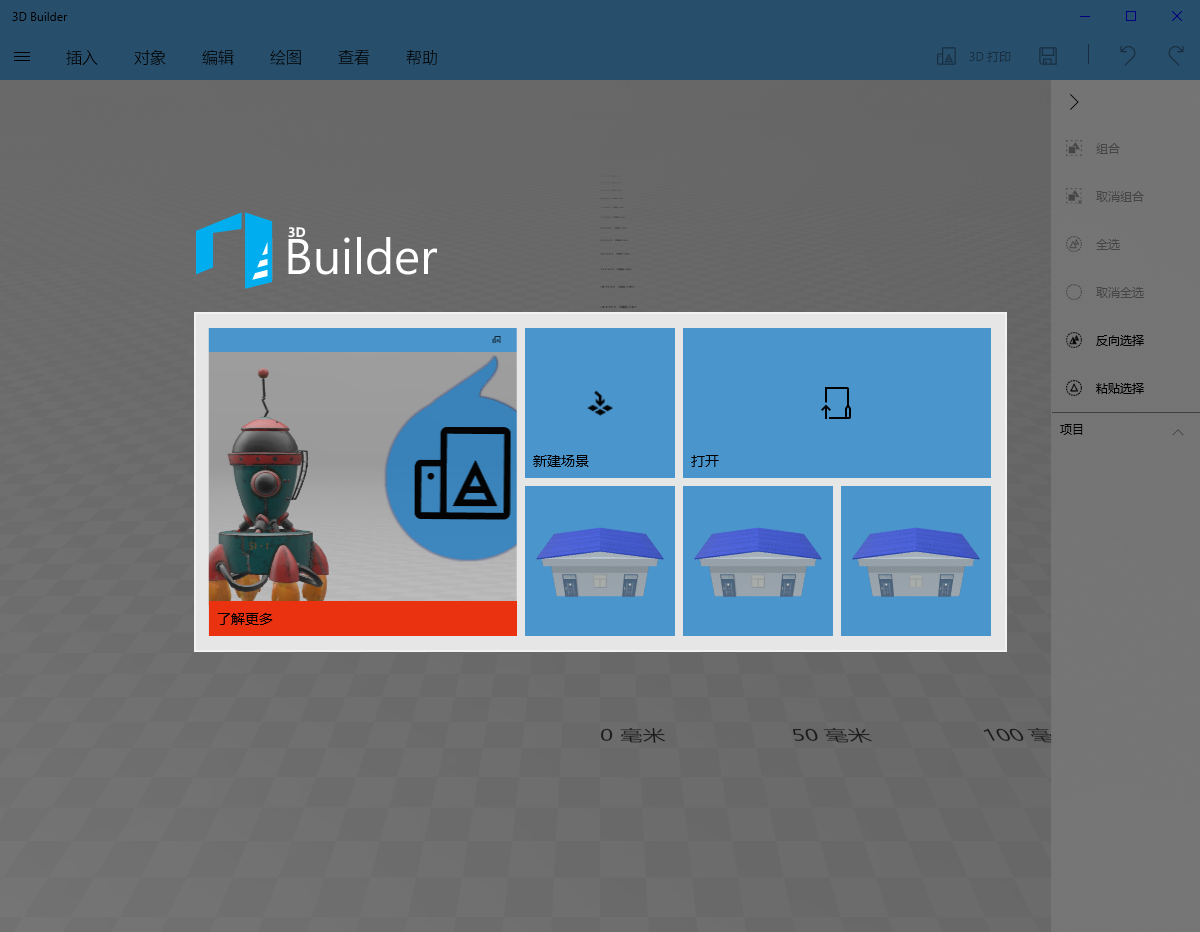 3D Builder
插入 对象 编辑 绘图 查看 帮助 3D 打印
组合
取消组合
全选
取消全选
反向选择
粘贴选择
项目
3D
Builder
新建场景
打开
了解更多
0 毫米 50 毫米 100 毫